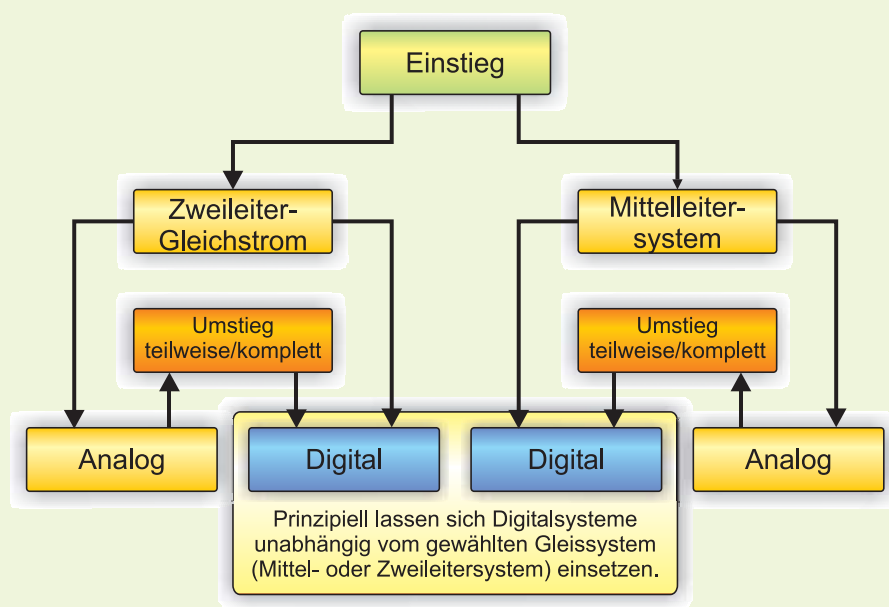 Einstieg
Zweileiter-
Gleichstrom
Mittelleiter-
system
Umstieg
teilweise/komplett
Umstieg
teilweise/komplett
Analog
Digital
Digital
Analog
Prinzipiell lassen sich Digitalsysteme
unabhängig vom gewählten Gleissystem
(Mittel- oder Zweileitersystem) einsetzen.